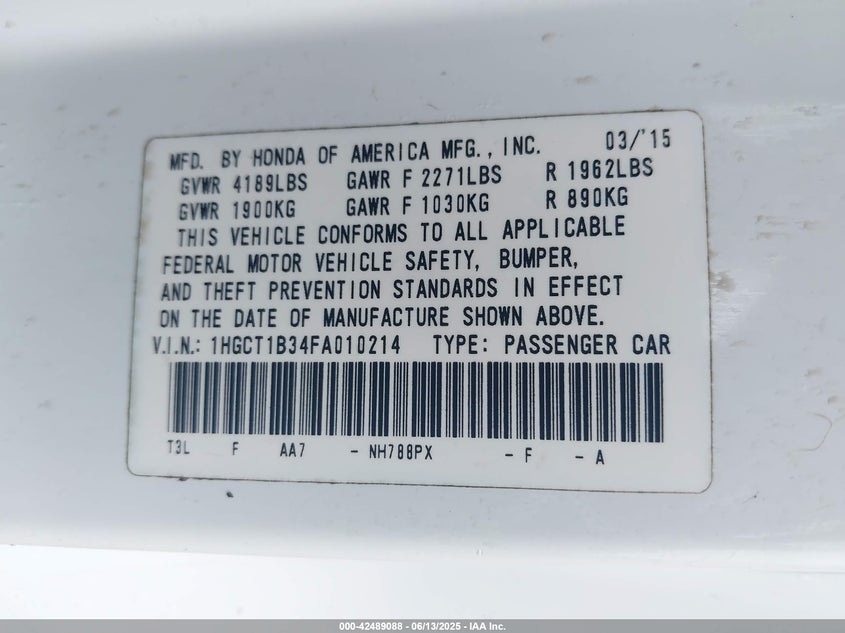 MFD. BY HONDA OF AMERICA MFG., INC. 03/'15
GVWR 4189LBS GAWR F 2271LBS R 1962LBS
GVWR 1900KG GAWR F 1030KG R 890KG
THIS VEHICLE CONFORMS TO ALL APPLICABLE
FEDERAL MOTOR VEHICLE SAFETY, BUMPER,
AND THEFT PREVENTION STANDARDS IN EFFECT
ON THE DATE OF MANUFACTURE SHOWN ABOVE.
V.I.N.: 1HGCT1B34FA010214 TYPE: PASSENGER CAR
T3L F AA7 - NH788PX - F - A
000-42489088 - 06/13/2025 - IAA Inc.